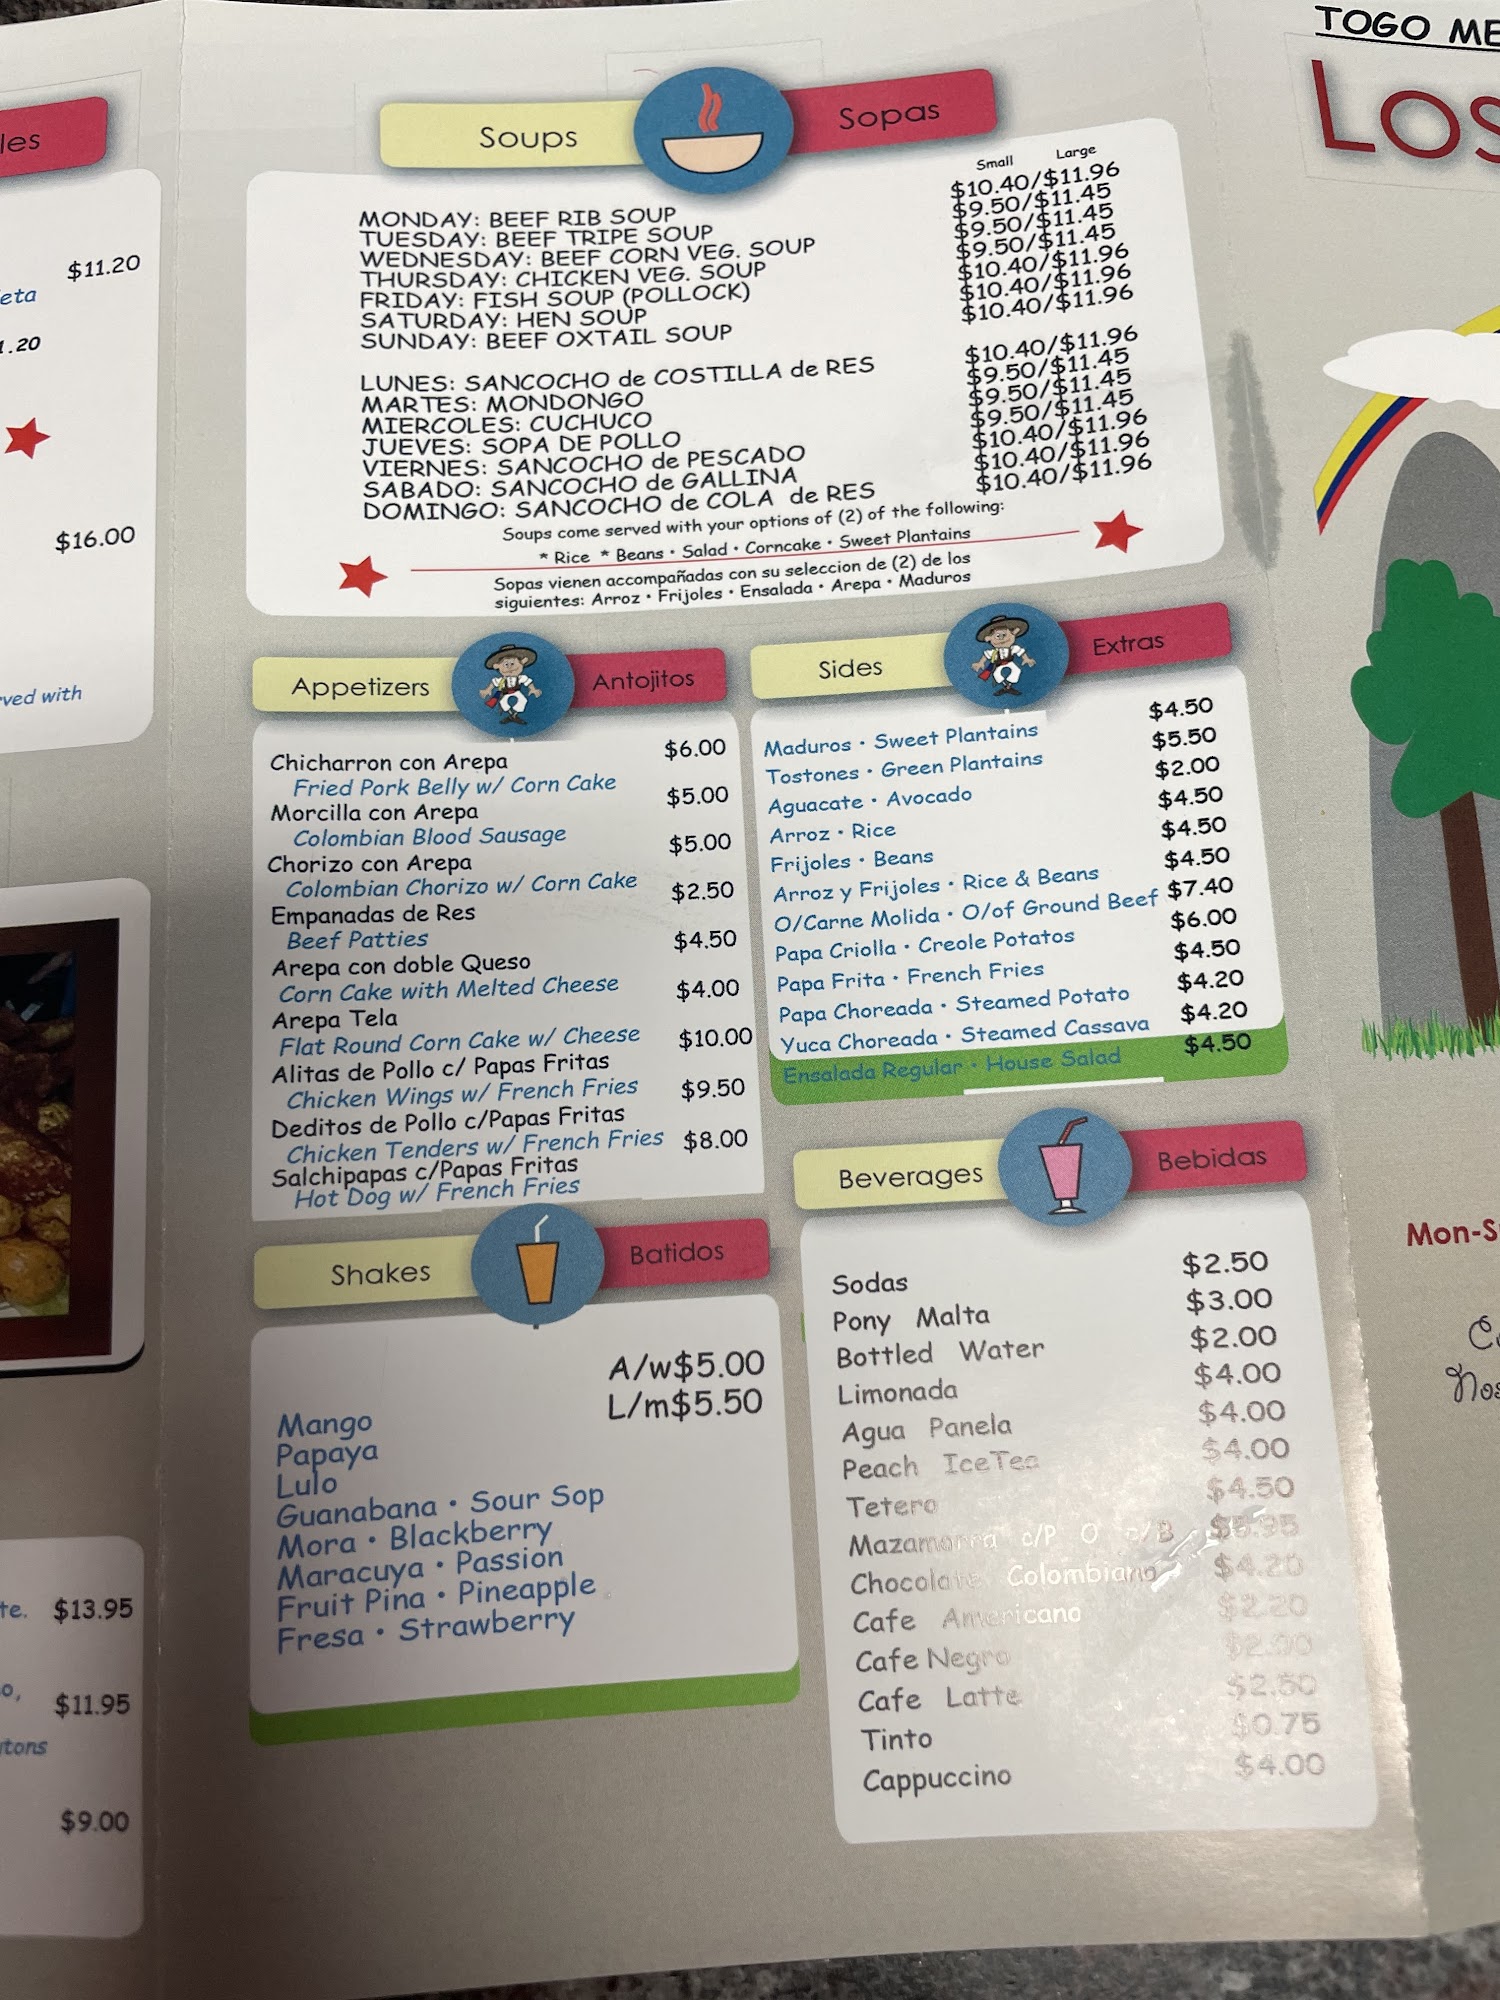 TOGO ME
LOS
les
$11.20
eta
1.20
$16.00
rved with
te. $13.95
o, $11.95
tons
$9.00
Soups Sopas
Small Large
MONDAY: BEEF RIB SOUP $10.40/$11.96
TUESDAY: BEEF TRIPE SOUP $9.50/$11.45
WEDNESDAY: BEEF CORN VEG. SOUP $9.50/$11.45
THURSDAY: CHICKEN VEG. SOUP $9.50/$11.45
FRIDAY: FISH SOUP (POLLOCK) $10.40/$11.96
SATURDAY: HEN SOUP $10.40/$11.96
SUNDAY: BEEF OXTAIL SOUP $10.40/$11.96
LUNES: SANCOCHO de COSTILLA de RES $10.40/$11.96
MARTES: MONDONGO $9.50/$11.45
MIERCOLES: CUCHUCO $9.50/$11.45
JUEVES: SOPA DE POLLO $9.50/$11.45
VIERNES: SANCOCHO de PESCADO $10.40/$11.96
SABADO: SANCOCHO de GALLINA $10.40/$11.96
DOMINGO: SANCOCHO de COLA de RES $10.40/$11.96
Soups come served with your options of (2) of the following:
* Rice * Beans • Salad • Corncake • Sweet Plantains
Sopas vienen accompañadas con su seleccion de (2) de los
siguientes: Arroz • Frijoles • Ensalada • Arepa • Maduros
Appetizers Antojitos
Chicharron con Arepa $6.00
Fried Pork Belly w/ Corn Cake
Morcilla con Arepa $5.00
Colombian Blood Sausage
Chorizo con Arepa $5.00
Colombian Chorizo w/ Corn Cake
Empanadas de Res $2.50
Beef Patties
Arepa con doble Queso $4.50
Corn Cake with Melted Cheese
Arepa Tela $4.00
Flat Round Corn Cake w/ Cheese
Alitas de Pollo c/ Papas Fritas $10.00
Chicken Wings w/ French Fries
Deditos de Pollo c/Papas Fritas $9.50
Chicken Tenders w/ French Fries
Salchipapas c/Papas Fritas $8.00
Hot Dog w/ French Fries
Sides Extras
Maduros • Sweet Plantains $4.50
Tostones • Green Plantains $5.50
Aguacate • Avocado $2.00
Arroz • Rice $4.50
Frijoles • Beans $4.50
Arroz y Frijoles • Rice & Beans $4.50
O/Carne Molida • O/of Ground Beef $7.40
Papa Criolla • Creole Potatos $6.00
Papa Frita • French Fries $4.50
Papa Choreada • Steamed Potato $4.20
Yuca Choreada • Steamed Cassava $4.20
Ensalada Regular • House Salad $4.50
Shakes Batidos
A/w$5.00
L/m$5.50
Mango
Papaya
Lulo
Guanabana • Sour Sop
Mora • Blackberry
Maracuya • Passion
Fruit Pina • Pineapple
Fresa • Strawberry
Beverages Bebidas
Sodas $2.50
Pony Malta $3.00
Bottled Water $2.00
Limonada $4.00
Agua Panela $4.00
Peach IceTea $4.00
Tetero $4.50
Mazamorra c/P O c/B
Chocolate Colombiano $4.20
Cafe Americano $2.20
Cafe Negro
Cafe Latte $2.50
Tinto $0.75
Cappuccino $4.00
Mon-S